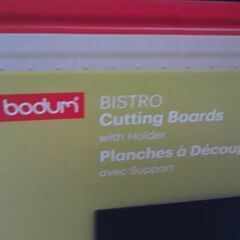 bodum
BISTRO
Cutting Boards
with Holder
Planches à Découp
avec Support